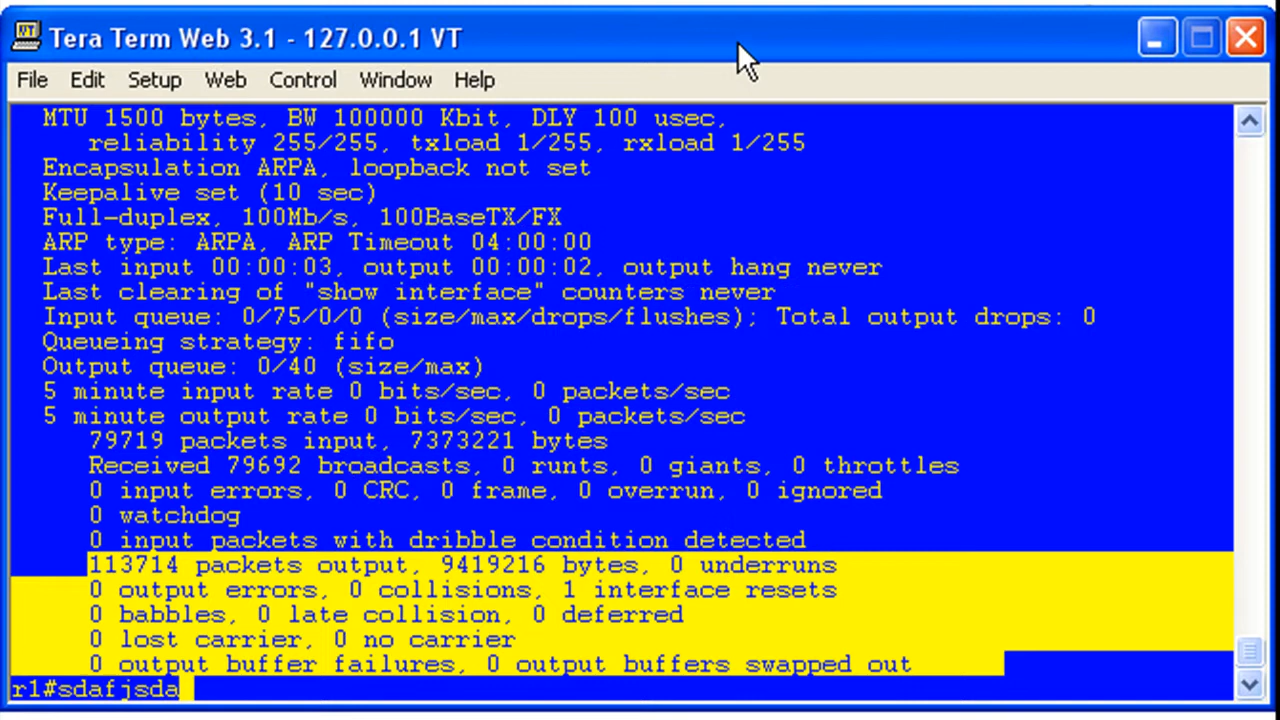 Tera Term Web 3.1 - 127.0.0.1 VT
File Edit Setup Web Control Window Help
MTU 1500 bytes, BW 100000 Kbit, DLY 100 usec,
reliability 255/255, txload 1/255, rxload 1/255
Encapsulation ARPA, loopback not set
Keepalive set (10 sec)
Full-duplex, 100Mb/s, 100BaseTX/FX
ARP type: ARPA, ARP Timeout 04:00:00
Last input 00:00:03, output 00:00:02, output hang never
Last clearing of "show interface" counters never
Input queue: 0/75/0/0 (size/max/drops/flushes); Total output drops: 0
Queueing strategy: fifo
Output queue: 0/40 (size/max)
5 minute input rate 0 bits/sec, 0 packets/sec
5 minute output rate 0 bits/sec, 0 packets/sec
79719 packets input, 7373221 bytes
Received 79692 broadcasts, 0 runts, 0 giants, 0 throttles
0 input errors, 0 CRC, 0 frame, 0 overrun, 0 ignored
0 watchdog
0 input packets with dribble condition detected
113714 packets output, 9419216 bytes, 0 underruns
0 output errors, 0 collisions, 1 interface resets
0 babbles, 0 late collision, 0 deferred
0 lost carrier, 0 no carrier
0 output buffer failures, 0 output buffers swapped out
r1#sdafjsda